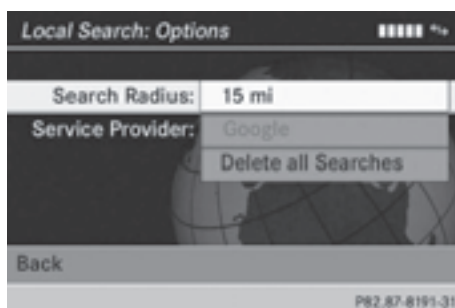 Local Search: Options
Search Radius: 15 mi
Service Provider: Google
Delete all Searches
Back
P82.87-8191-31